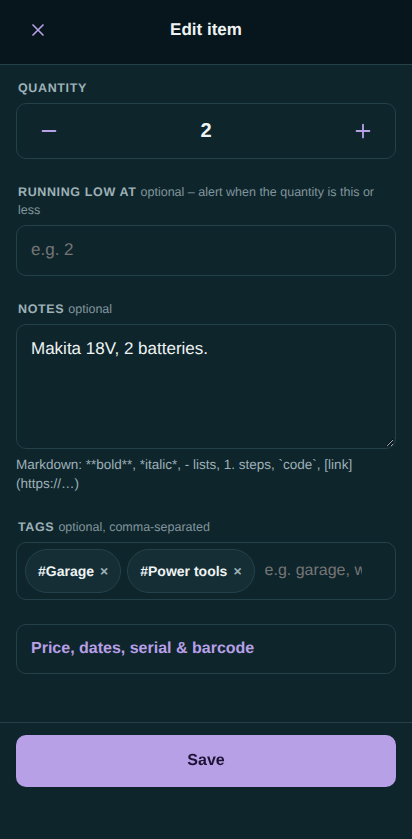 Edit item
QUANTITY
2
RUNNING LOW AT optional – alert when the quantity is this or
less
e.g. 2
NOTES optional
Makita 18V, 2 batteries.
Markdown: **bold**, *italic*, - lists, 1. steps, `code`, [link]
(https://…)
TAGS optional, comma-separated
#Garage × #Power tools × e.g. garage,
Price, dates, serial & barcode
Save